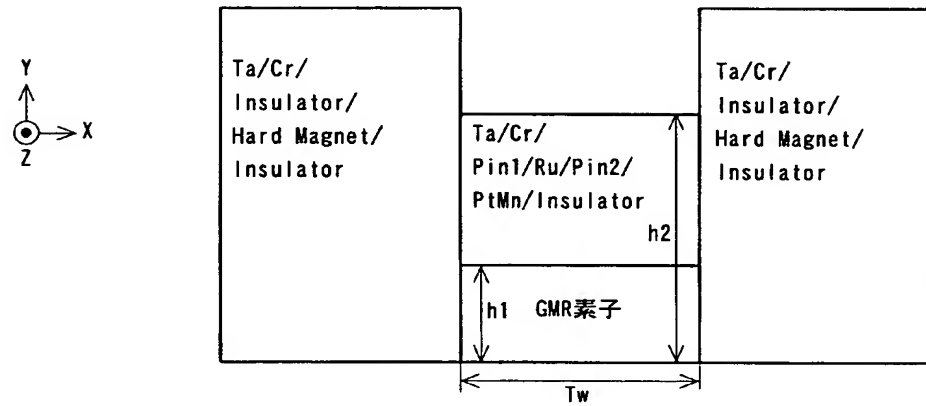 Y
X
Z
Ta/Cr/
Insulator/
Hard Magnet/
Insulator
Ta/Cr/
Pin1/Ru/Pin2/
PtMn/Insulator
h2
h1
GMR素子
Tw
Ta/Cr/
Insulator/
Hard Magnet/
Insulator